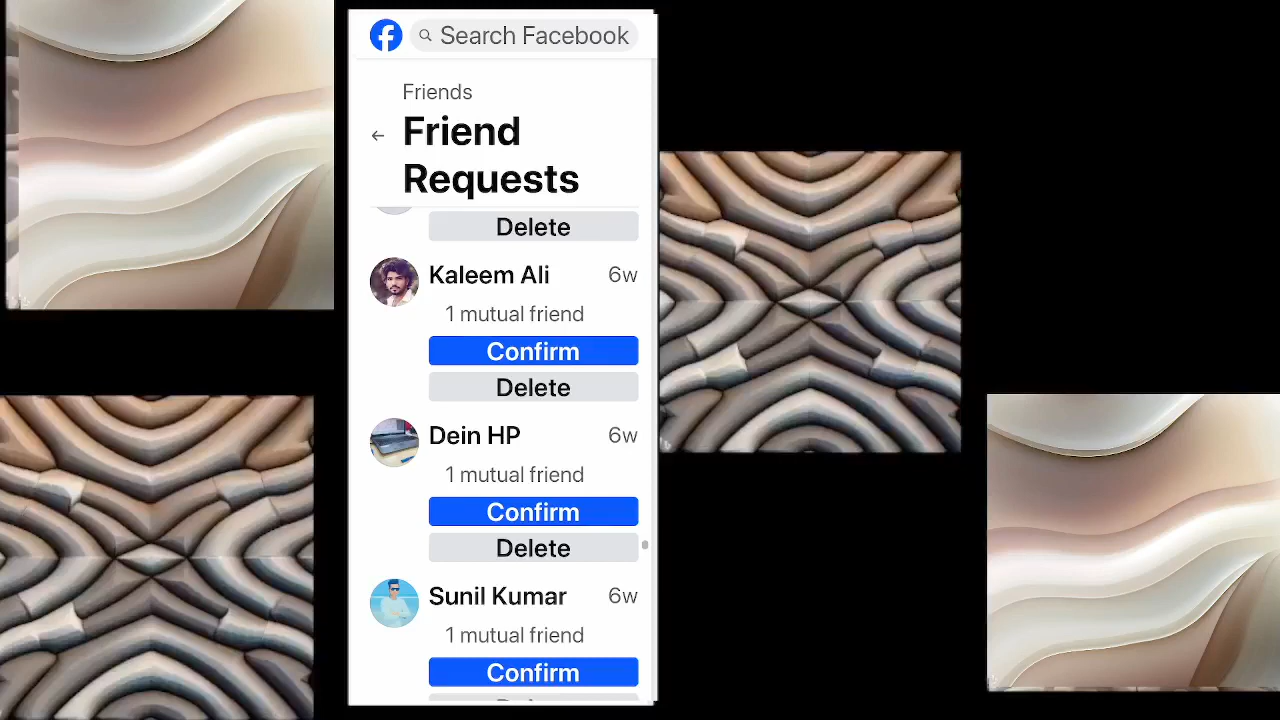 Search Facebook
Friends
Friend
Requests
Delete
Kaleem Ali 6w
1 mutual friend
Confirm
Delete
Dein HP 6w
1 mutual friend
Confirm
Delete
Sunil Kumar 6w
1 mutual friend
Confirm